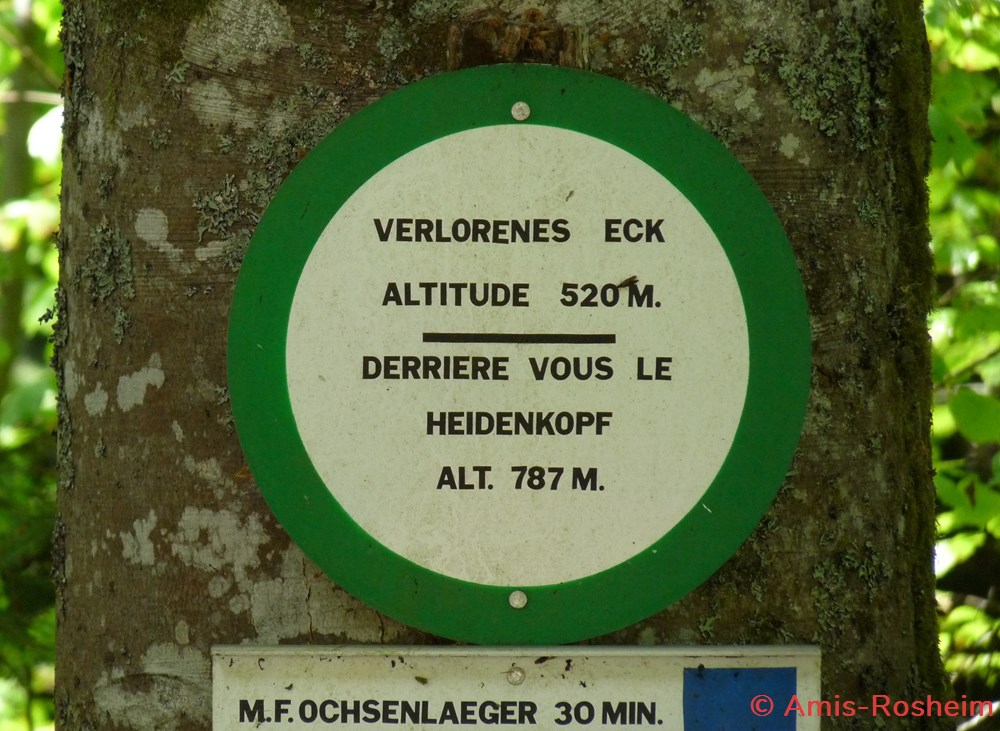 VERLORENES ECK
ALTITUDE 520 M.
DERRIERE VOUS LE
HEIDENKOPF
ALT. 787 M.
M.F. OCHSENLAEGER 30 MIN.
© Amis-Rosheim